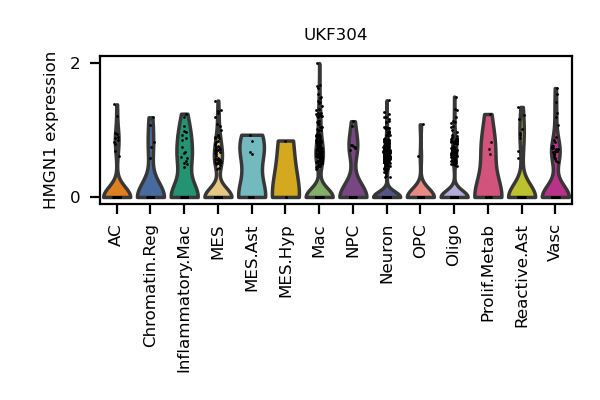 UKF304
HMGN1 expression
2
0
AC
Chromatin.Reg
Inflammatory.Mac
MES
MES.Ast
MES.Hyp
Mac
NPC
Neuron
OPC
Oligo
Prolif.Metab
Reactive.Ast
Vasc